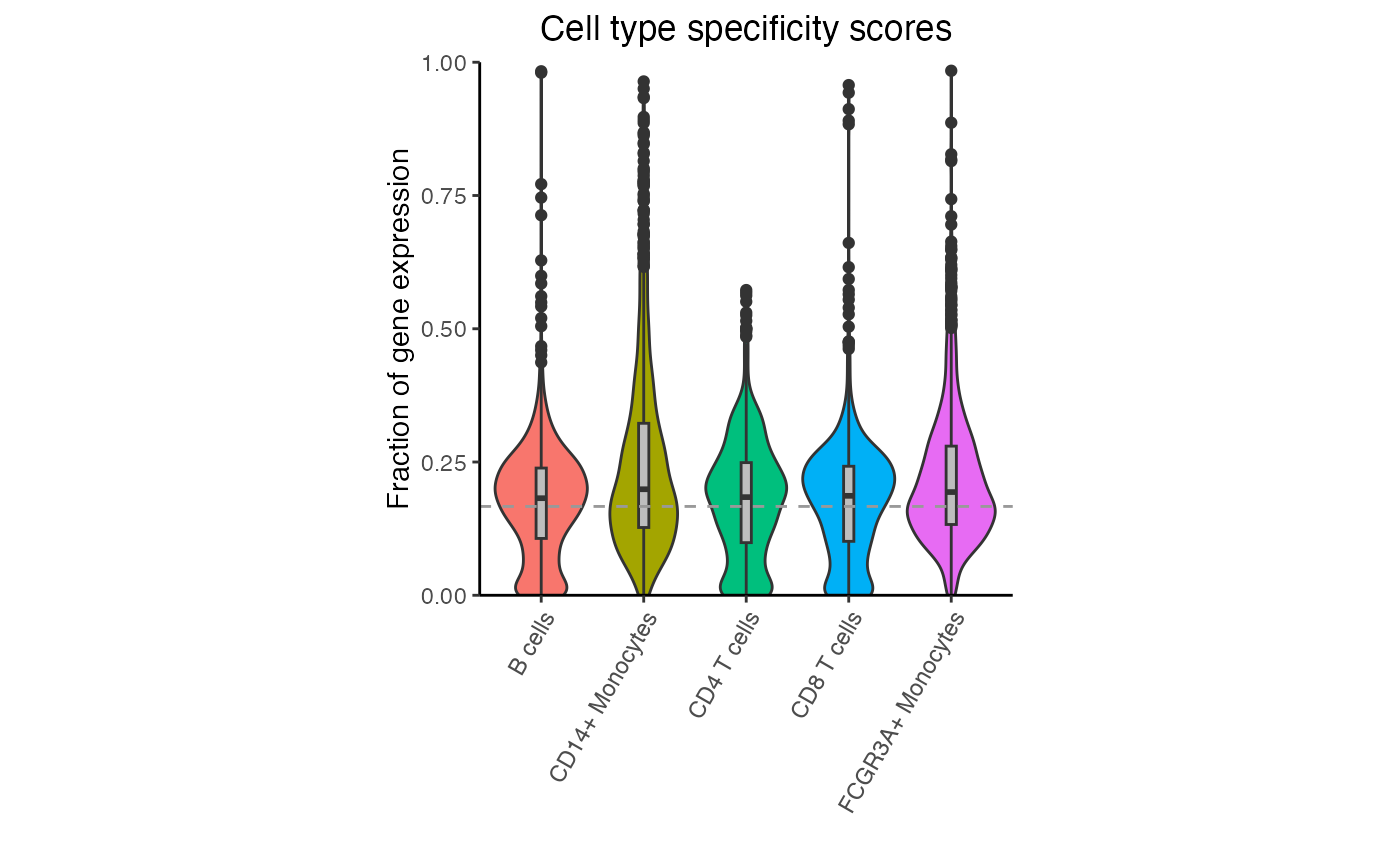 Cell type specificity scores
Fraction of gene expression
1.00
0.75
0.50
0.25
0.00
B cells
CD14+ Monocytes
CD4 T cells
CD8 T cells
FCGR3A+ Monocytes